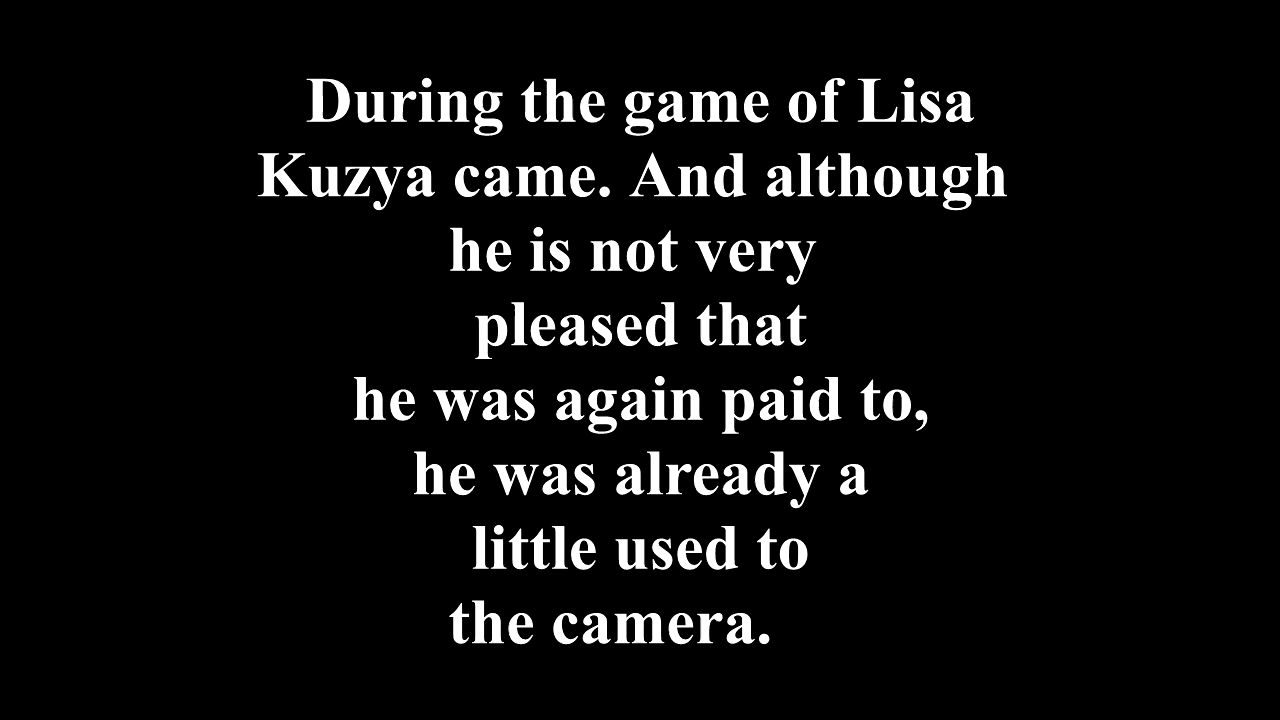 During the game of Lisa
Kuzya came. And although
he is not very
pleased that
he was again paid to,
he was already a
little used to
the camera.